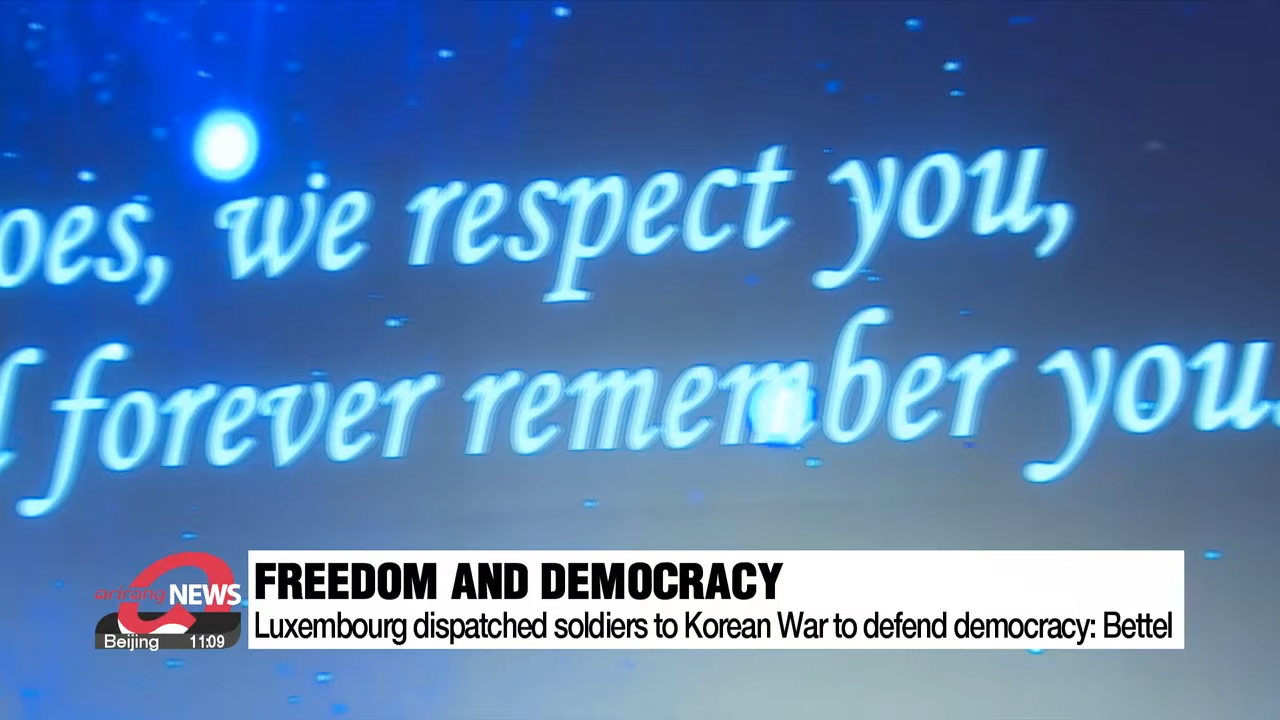 oes, we respect you,
forever remember you.
arirang NEWS
FREEDOM AND DEMOCRACY
Luxembourg dispatched soldiers to Korean War to defend democracy: Bettel
Beijing 11:09